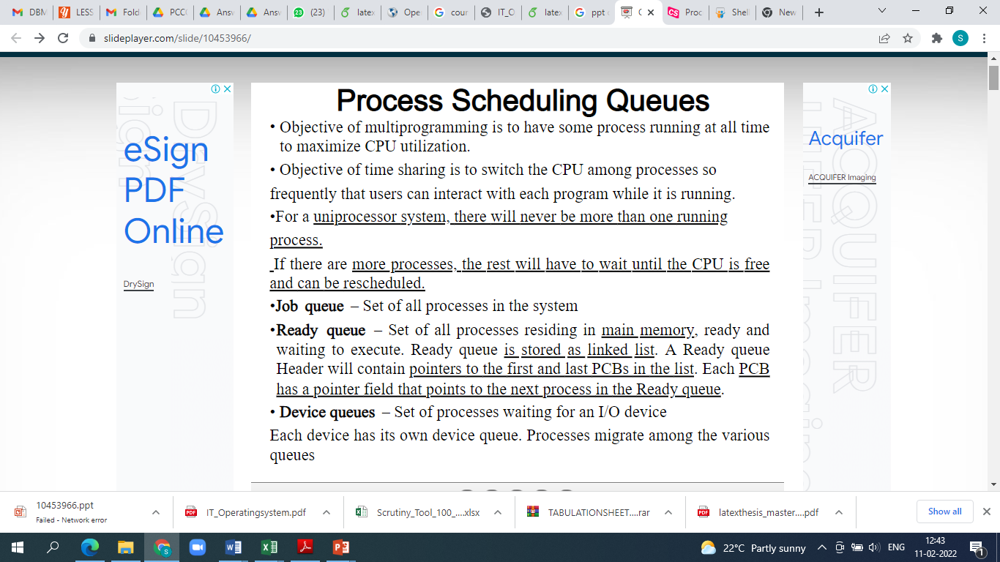 DBM
LESS
Fold
PCC
Answ
Answ
(23)
latex
Ope
cour
IT_O
latex
ppt
Proc
Shel
New
slideplayer.com/slide/10453966/
S
Process Scheduling Queues
• Objective of multiprogramming is to have some process running at all time
to maximize CPU utilization.
• Objective of time sharing is to switch the CPU among processes so
frequently that users can interact with each program while it is running.
•For a uniprocessor system, there will never be more than one running
process.
If there are more processes, the rest will have to wait until the CPU is free
and can be rescheduled.
•Job queue – Set of all processes in the system
•Ready queue – Set of all processes residing in main memory, ready and
waiting to execute. Ready queue is stored as linked list. A Ready queue
Header will contain pointers to the first and last PCBs in the list. Each PCB
has a pointer field that points to the next process in the Ready queue.
• Device queues – Set of processes waiting for an I/O device
Each device has its own device queue. Processes migrate among the various
queues
DrySign
eSign
PDF
Online
DrySign
ACQUIFER
Acquifer
ACQUIFER Imaging
10453966.ppt
Failed - Network error
IT_Operatingsystem.pdf
Scrutiny_Tool_100_....xlsx
TABULATIONSHEET....rar
latexthesis_master....pdf
Show all
22°C Partly sunny
ENG
12:43
11-02-2022
1